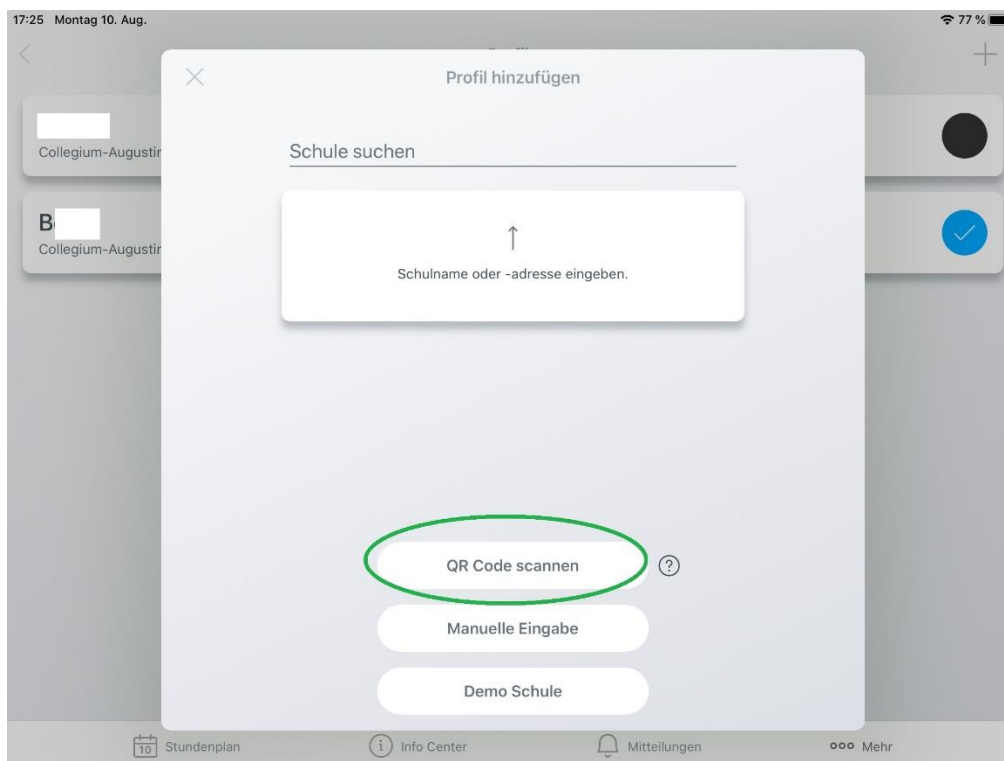 17:25 Montag 10. Aug.
77 %
Profil hinzufügen
Collegium-Augustin
Schule suchen
B
Collegium-Augustin
Schulname oder -adresse eingeben.
QR Code scannen
?
Manuelle Eingabe
Demo Schule
10 Stundenplan
i Info Center
Mitteilungen
ooo Mehr